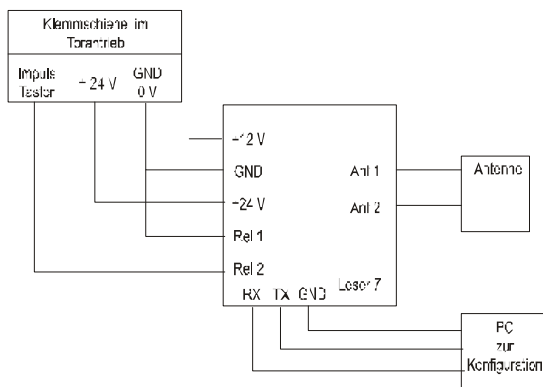 Klemmschiene im
Torantrieb
Impuls
Taster
+ 24 V
GND
0 V
+12 V
GND
+24 V
Rel 1
Rel 2
Ant 1
Ant 2
Leser 7
RX TX GND
Antenne
PC
zur
Konfiguration